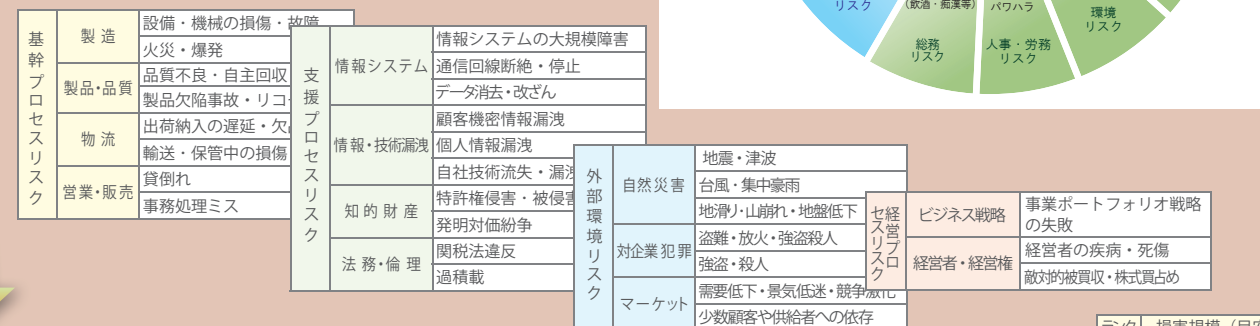 リスク
（飲酒・痴漢等）
パワハラ
環境
リスク
総務
リスク
人事・労務
リスク
基幹プロセスリスク
製造
設備・機械の損傷・故障
火災・爆発
製品・品質
品質不良・自主回収
製品欠陥事故・リコ
物流
出荷納入の遅延・欠
輸送・保管中の損傷
営業・販売
貸倒れ
事務処理ミス
支援プロセスリスク
情報システム
情報システムの大規模障害
通信回線断絶・停止
データ消去・改ざん
情報・技術漏洩
顧客機密情報漏洩
個人情報漏洩
自社技術流失・漏洩
知的財産
特許権侵害・被侵害
発明対価紛争
法務・倫理
関税法違反
過積載
外部環境リスク
自然災害
地震・津波
台風・集中豪雨
地滑り・山崩れ・地盤低下
対企業犯罪
盗難・放火・強盗殺人
強盗・殺人
マーケット
需要低下・景気低迷・競争激化
少数顧客や供給者への依存
経営プロ
セスリスク
ビジネス戦略
事業ポートフォリオ戦略
の失敗
経営者・経営権
経営者の疾病・死傷
敵対的被買収・株式買占め
ランク
損害規模